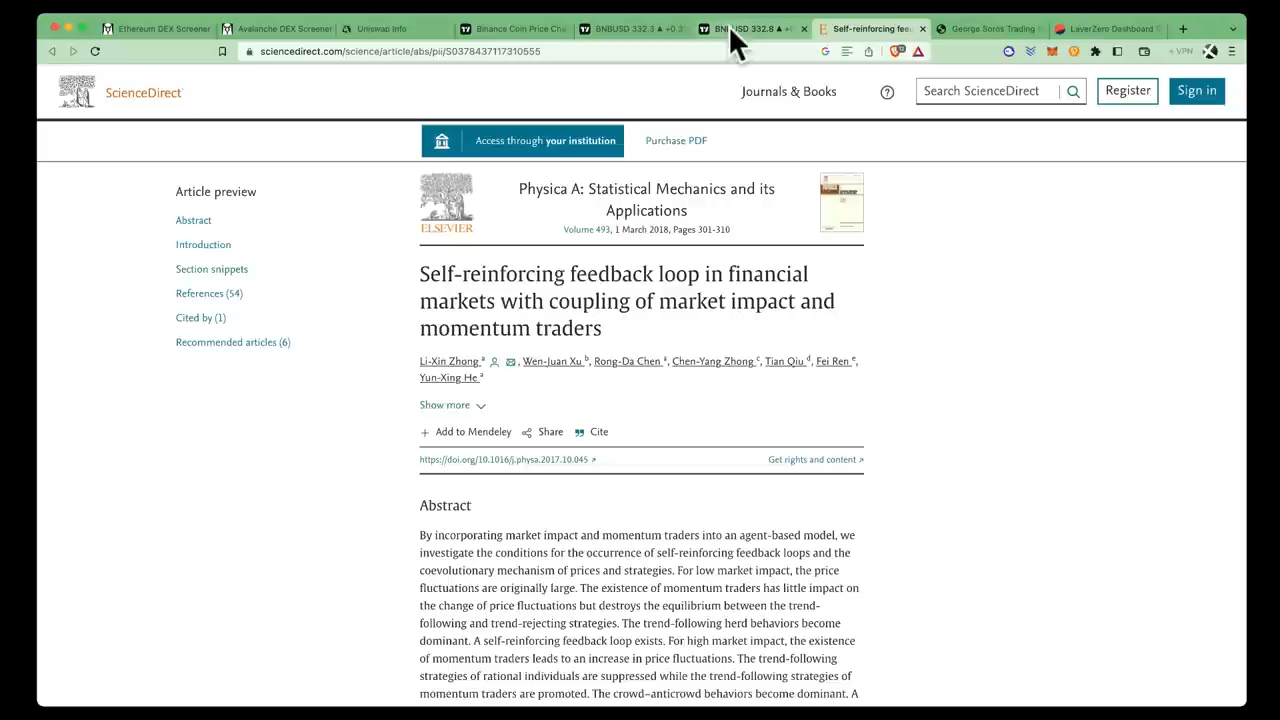 Ethereum DEX Screener
Avalanche DEX Screener
Uniswap Info
Binance Coin Price Cha
BNBUSD 332.3 ▲ +0.3
BNBUSD 332.8 ▲
Self-reinforcing fee
George Soros Trading
LayerZero Dashboard
sciencedirect.com/science/article/abs/pii/S0378437117310555
VPN
ScienceDirect
Journals & Books
Search ScienceDirect
Register
Sign in
Access through your institution
Purchase PDF
Article preview
Abstract
Introduction
Section snippets
References (54)
Cited by (1)
Recommended articles (6)
ELSEVIER
Physica A: Statistical Mechanics and its
Applications
Volume 493, 1 March 2018, Pages 301-310
Self-reinforcing feedback loop in financial
markets with coupling of market impact and
momentum traders
Li-Xin Zhong a, Wen-Juan Xu b, Rong-Da Chen a, Chen-Yang Zhong c, Tian Qiu d, Fei Ren e,
Yun-Xing He a
Show more
Add to Mendeley Share Cite
https://doi.org/10.1016/j.physa.2017.10.045
Get rights and content
Abstract
By incorporating market impact and momentum traders into an agent-based model, we
investigate the conditions for the occurrence of self-reinforcing feedback loops and the
coevolutionary mechanism of prices and strategies. For low market impact, the price
fluctuations are originally large. The existence of momentum traders has little impact on
the change of price fluctuations but destroys the equilibrium between the trend-
following and trend-rejecting strategies. The trend-following herd behaviors become
dominant. A self-reinforcing feedback loop exists. For high market impact, the existence
of momentum traders leads to an increase in price fluctuations. The trend-following
strategies of rational individuals are suppressed while the trend-following strategies of
momentum traders are promoted. The crowd–anticrowd behaviors become dominant. A